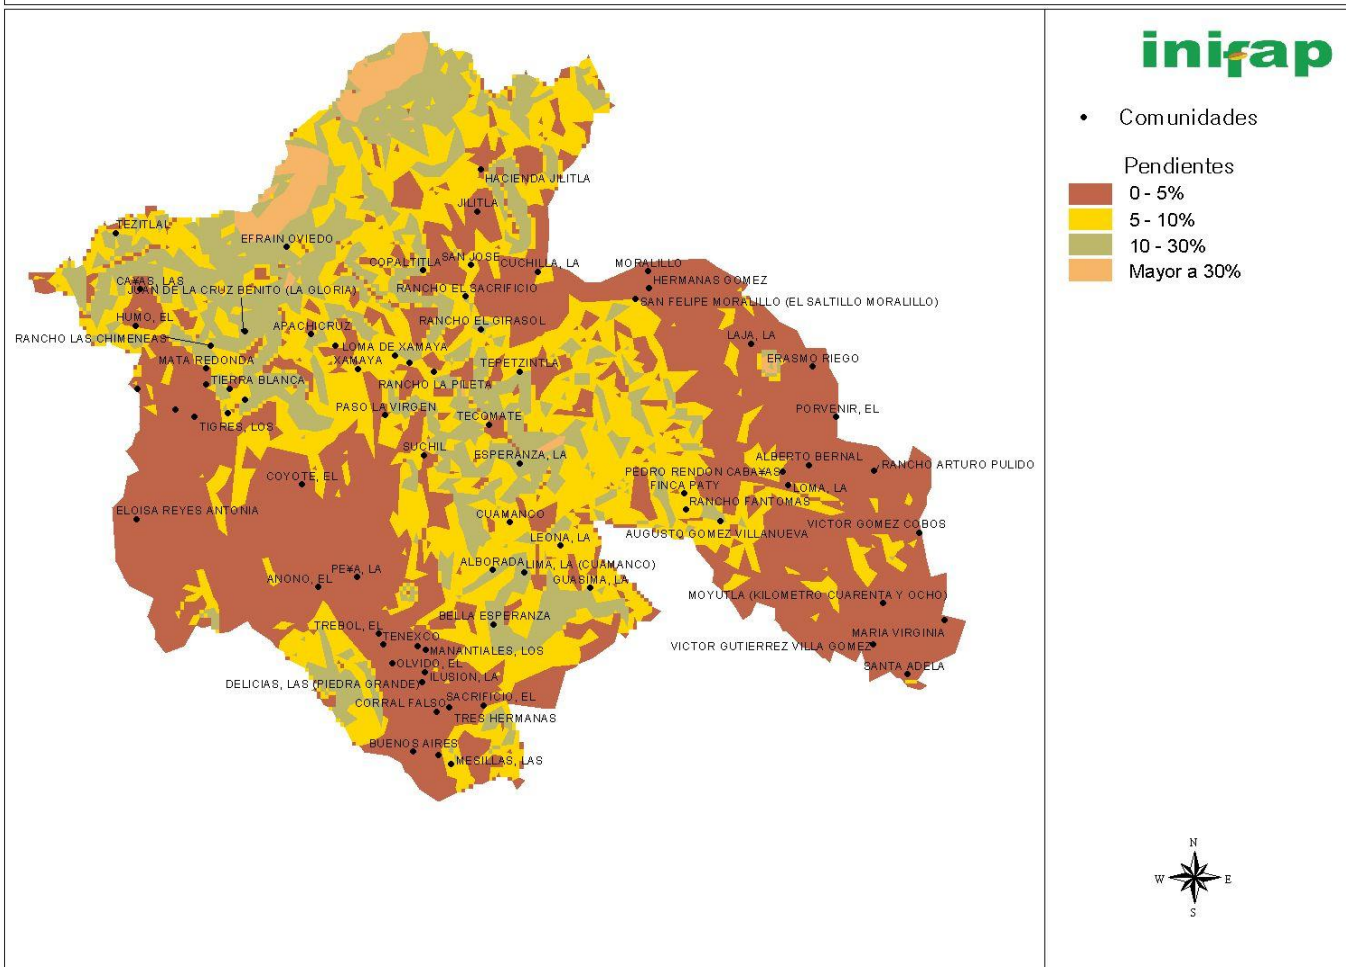 inifap
Comunidades
Pendientes
0 - 5%
5 - 10%
10 - 30%
Mayor a 30%
HACIENDA JILITLA
JILITLA
TEZITLAL
EFRAIN OVIEDO
COPALTITLA
SAN JOSE
CUCHILLA, LA
MORALILLO
HERMANAS GOMEZ
CA¥AS, LAS
JUAN DE LA CRUZ BENITO (LA GLORIA)
RANCHO EL SACRIFICIO
SAN FELIPE MORALILLO (EL SALTILLO MORALILLO)
HUMO, EL
APACHICRUZ
RANCHO EL GIRASOL
RANCHO LAS CHIMENEAS
LOMA DE XAMAYA
LAJA, LA
MATA REDONDA
XAMAYA
TEPETZINTLA
ERASMO RIEGO
TIERRA BLANCA
RANCHO LA PILETA
PASO LA VIRGEN
TECOMATE
PORVENIR, EL
TIGRES, LOS
SUCHIL
ESPERANZA, LA
ALBERTO BERNAL
PEDRO RENDON CABA¥AS
RANCHO ARTURO PULIDO
COYOTE, EL
FINCA PATY
LOMA, LA
RANCHO FANTOMAS
ELOISA REYES ANTONIA
CUAMANCO
VICTOR GOMEZ COBOS
LEONA, LA
AUGUSTO GOMEZ VILLANUEVA
PE¥A, LA
ALBORADA
LIMA, LA (CUAMANCO)
ANONO, EL
GUASIMA, LA
MOYUTLA (KILOMETRO CUARENTA Y OCHO)
BELLA ESPERANZA
TREBOL, EL
TENEXCO
MARIA VIRGINIA
MANANTIALES, LOS
VICTOR GUTIERREZ VILLA GOMEZ
OLVIDO, EL
SANTA ADELA
ILUSION, LA
DELICIAS, LAS (PIEDRA GRANDE)
SACRIFICIO, EL
CORRAL FALSO
TRES HERMANAS
BUENOS AIRES
MESILLAS, LAS
N
W E
S